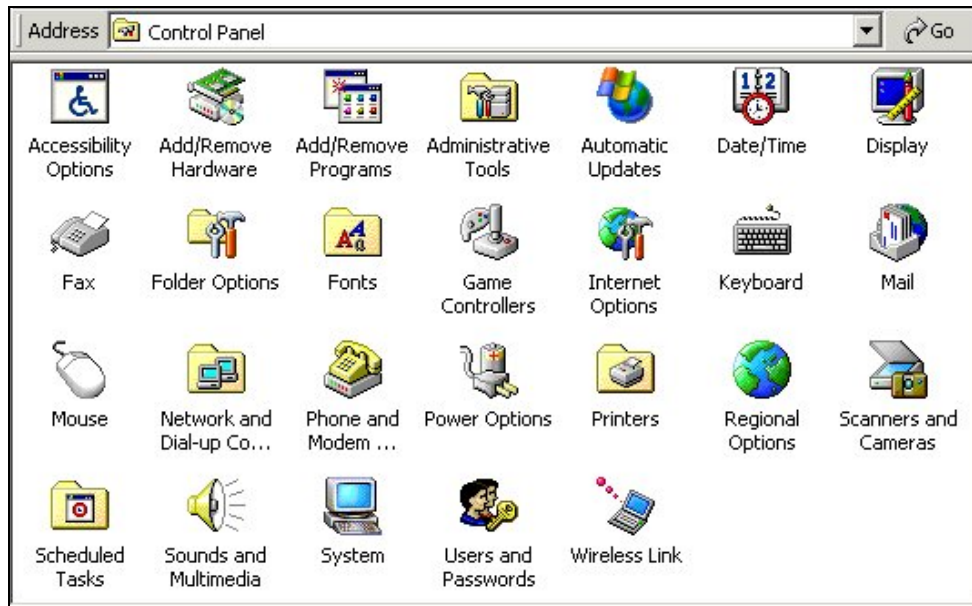 Address Control Panel Go
Accessibility Options
Add/Remove Hardware
Add/Remove Programs
Administrative Tools
Automatic Updates
Date/Time
Display
Fax
Folder Options
Fonts
Game Controllers
Internet Options
Keyboard
Mail
Mouse
Network and Dial-up Co...
Phone and Modem ...
Power Options
Printers
Regional Options
Scanners and Cameras
Scheduled Tasks
Sounds and Multimedia
System
Users and Passwords
Wireless Link